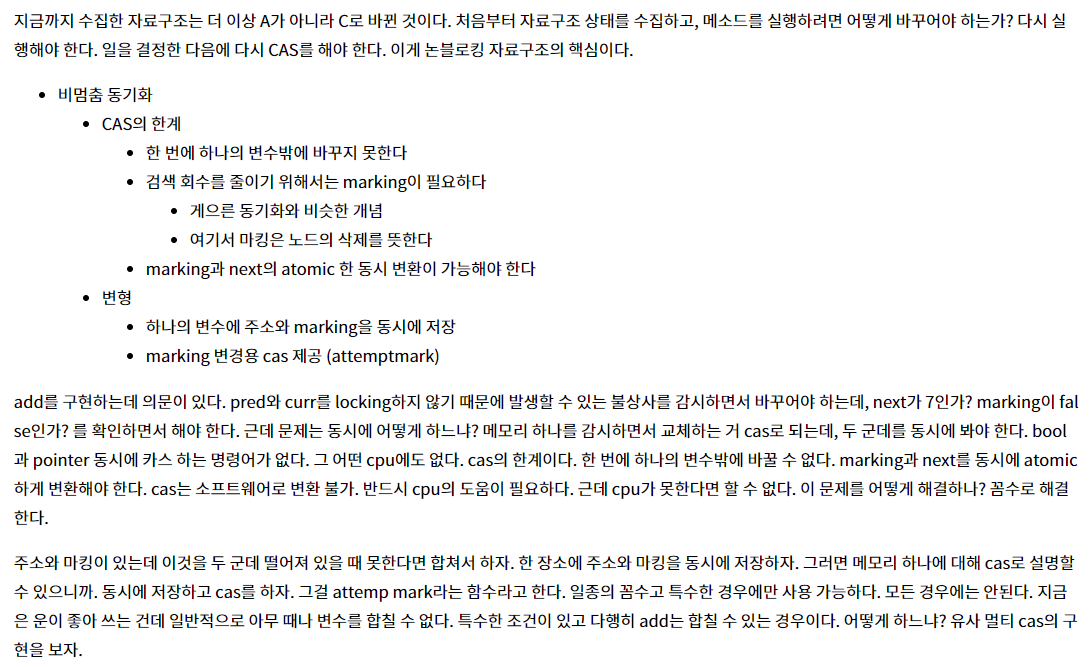 지금까지 수집한 자료구조는 더 이상 A가 아니라 C로 바뀐 것이다. 처음부터 자료구조 상태를 수집하고, 메소드를 실행하려면 어떻게 바꾸어야 하는가? 다시 실
행해야 한다. 일을 결정한 다음에 다시 CAS를 해야 한다. 이게 논블로킹 자료구조의 핵심이다.
비멈춤 동기화
CAS의 한계
한 번에 하나의 변수밖에 바꾸지 못한다
검색 회수를 줄이기 위해서는 marking이 필요하다
게으른 동기화와 비슷한 개념
여기서 마킹은 노드의 삭제를 뜻한다
marking과 next의 atomic 한 동시 변환이 가능해야 한다
변형
하나의 변수에 주소와 marking을 동시에 저장
marking 변경용 cas 제공 (attemptmark)
add를 구현하는데 의문이 있다. pred와 curr를 locking하지 않기 때문에 발생할 수 있는 불상사를 감시하면서 바꾸어야 하는데, next가 7인가? marking이 fal
se인가? 를 확인하면서 해야 한다. 근데 문제는 동시에 어떻게 하느냐? 메모리 하나를 감시하면서 교체하는 거 cas로 되는데, 두 군데를 동시에 봐야 한다. bool
과 pointer 동시에 카스 하는 명령어가 없다. 그 어떤 cpu에도 없다. cas의 한계이다. 한 번에 하나의 변수밖에 바꿀 수 없다. marking과 next를 동시에 atomic
하게 변환해야 한다. cas는 소프트웨어로 변환 불가. 반드시 cpu의 도움이 필요하다. 근데 cpu가 못한다면 할 수 없다. 이 문제를 어떻게 해결하나? 꼼수로 해결
한다.
주소와 마킹이 있는데 이것을 두 군데 떨어져 있을 때 못한다면 합쳐서 하자. 한 장소에 주소와 마킹을 동시에 저장하자. 그러면 메모리 하나에 대해 cas로 설명할
수 있으니까. 동시에 저장하고 cas를 하자. 그걸 attemp mark라는 함수라고 한다. 일종의 꼼수고 특수한 경우에만 사용 가능하다. 모든 경우에는 안된다. 지금
은 운이 좋아 쓰는 건데 일반적으로 아무 때나 변수를 합칠 수 없다. 특수한 조건이 있고 다행히 add는 합칠 수 있는 경우이다. 어떻게 하느냐? 유사 멀티 cas의 구
현을 보자.